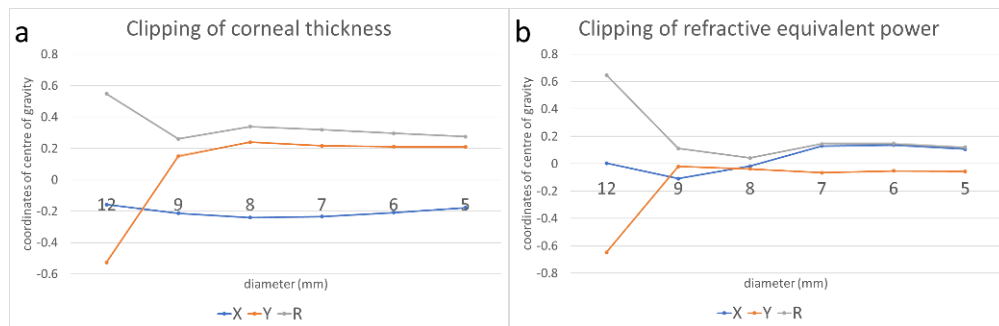 a
Clipping of corneal thickness
coordinates of centre of gravity
0.8
0.6
0.4
0.2
0
-0.2
-0.4
-0.6
12 9 8 7 6 5
diameter (mm)
X Y R
b
Clipping of refractive equivalent power
coordinates of centre of gravity
0.8
0.6
0.4
0.2
0
-0.2
-0.4
-0.6
-0.8
12 9 8 7 6 5
diameter (mm)
X Y R